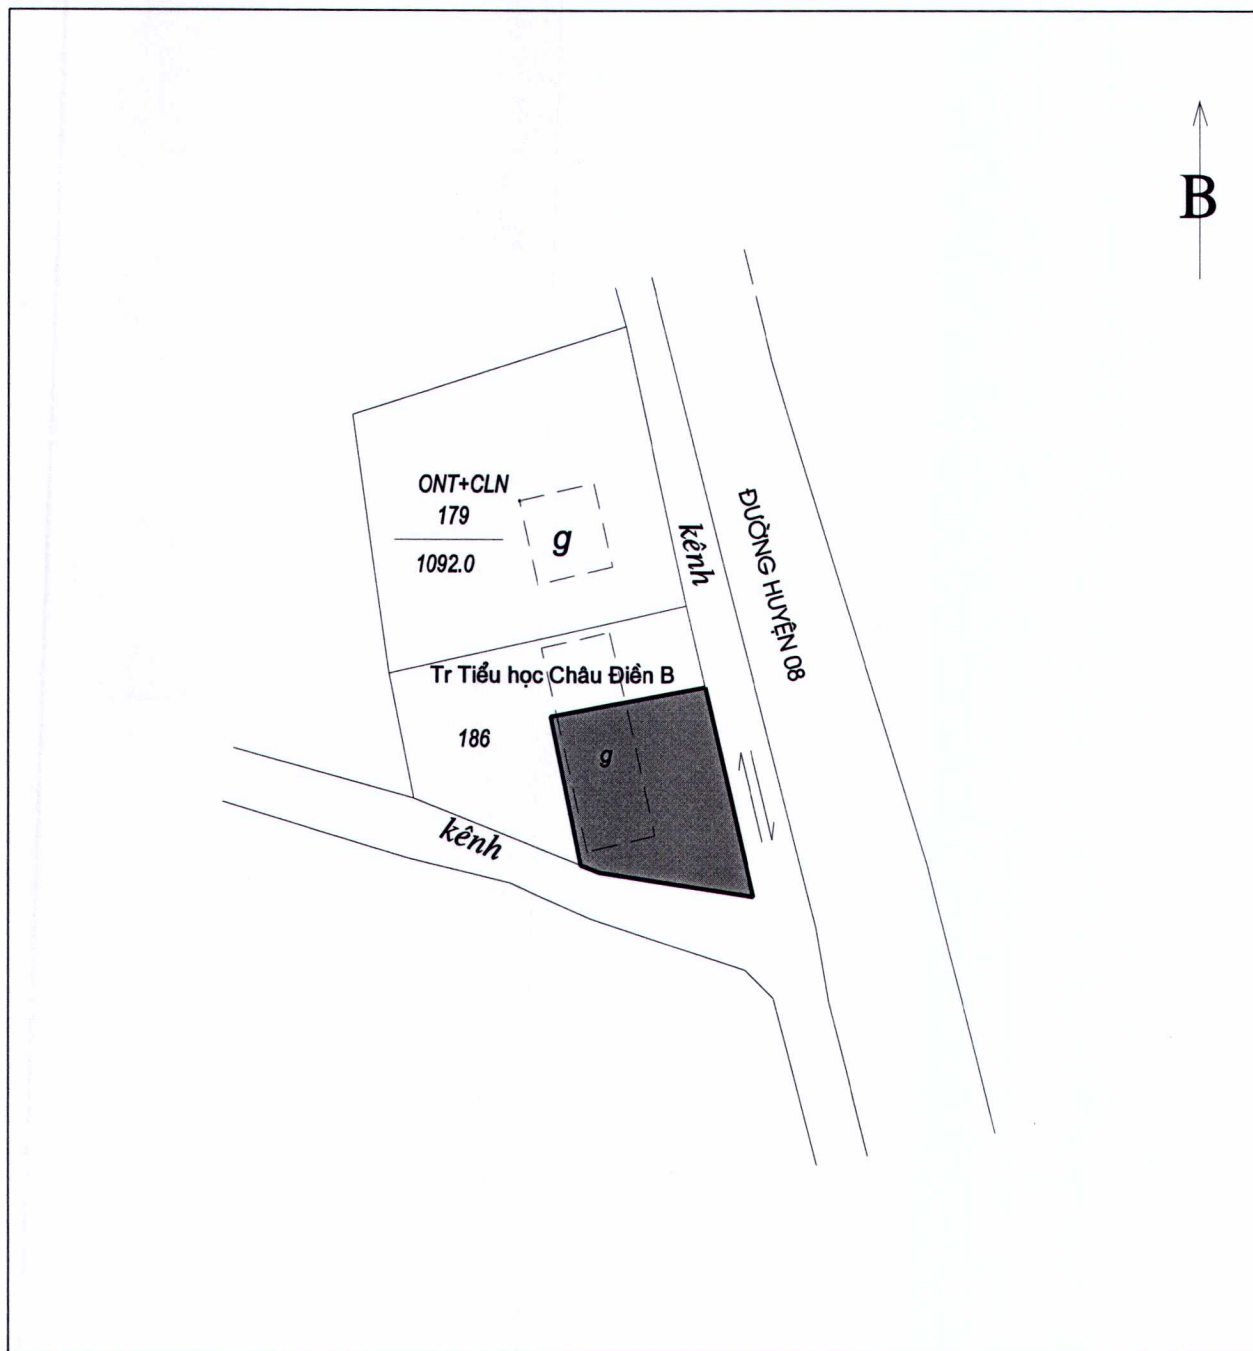 B
ONT+CLN
179
1092.0
g
kênh
ĐƯỜNG HUYỆN 08
Tr Tiểu học Châu Điền B
186
g
kênh